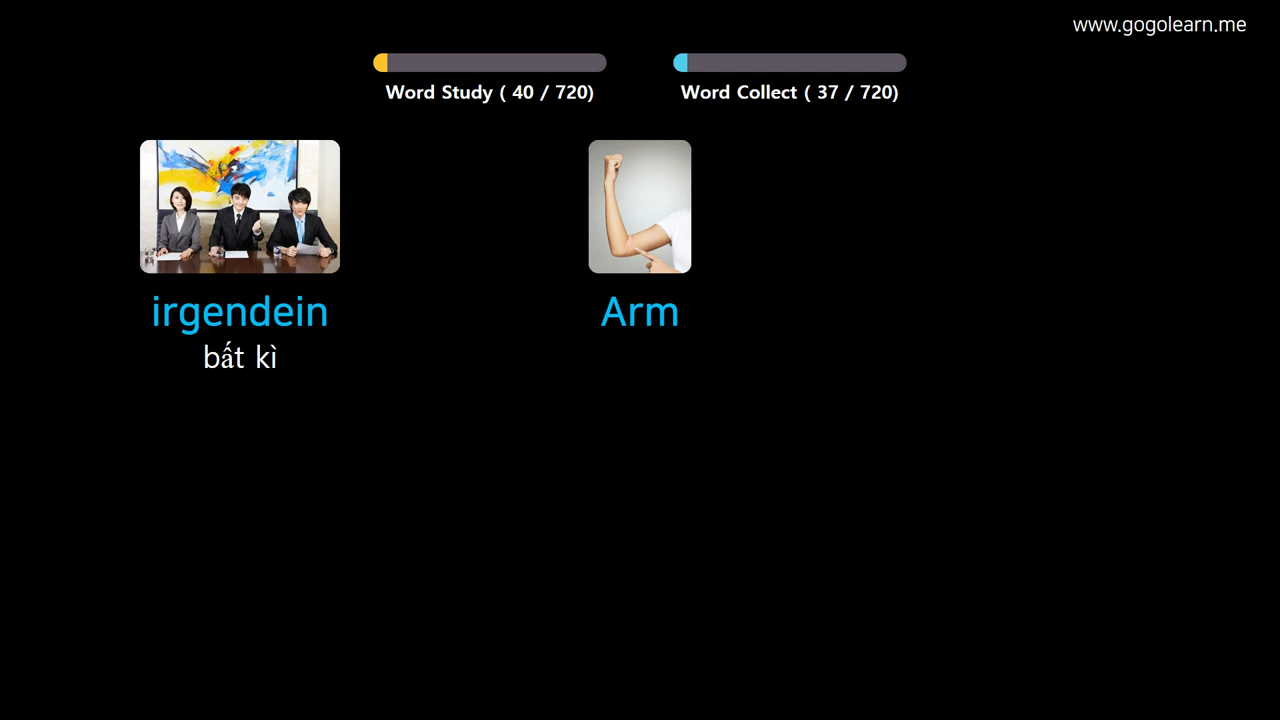 www.gogolearn.me
Word Study ( 40 / 720)
Word Collect ( 37 / 720)
irgendein
Arm
bất kì